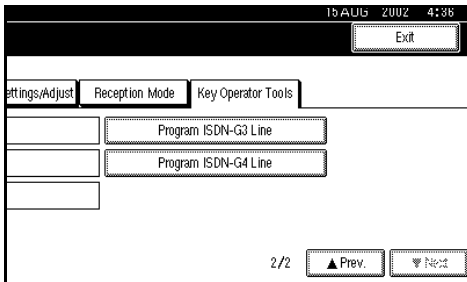 15 AUG 2002 4:36
Exit
ettings/Adjust Reception Mode Key Operator Tools
Program ISDN-G3 Line
Program ISDN-G4 Line
2/2 ▲ Prev. ▼ Next